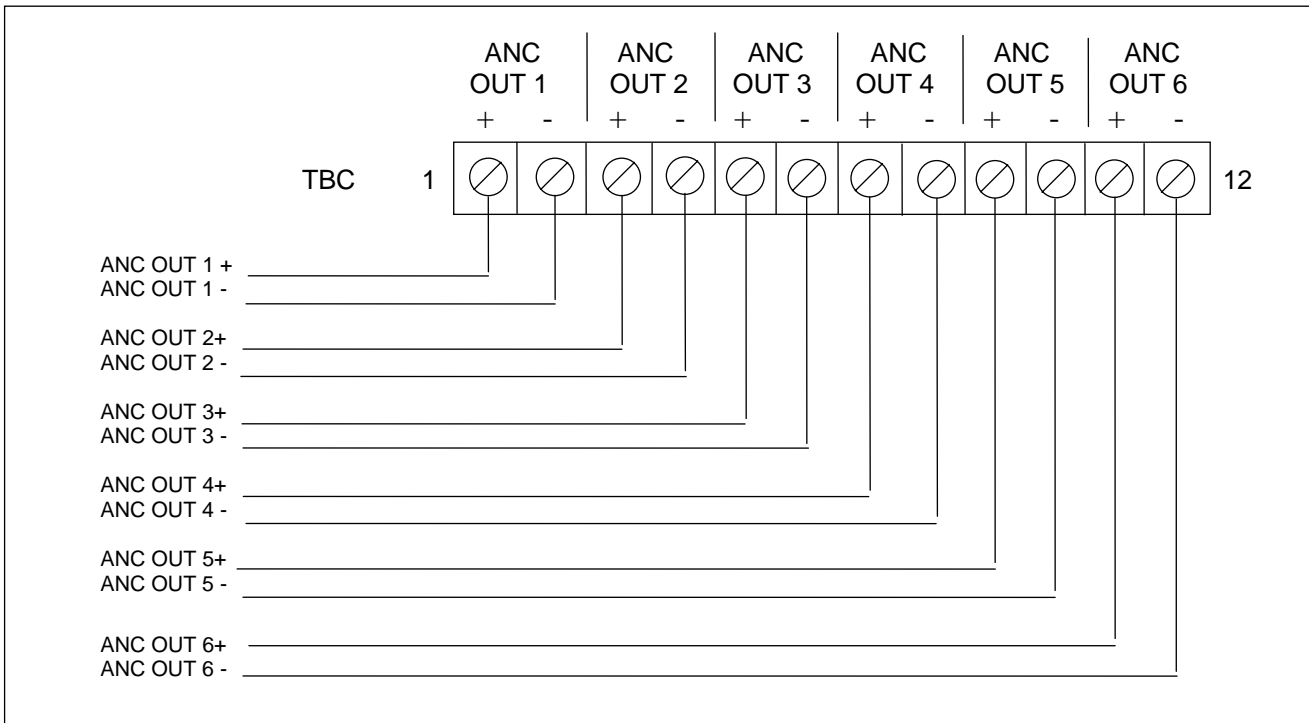 ANC ANC ANC ANC ANC ANC
OUT 1 OUT 2 OUT 3 OUT 4 OUT 5 OUT 6
+ - + - + - + - + - + -
TBC 1 12
ANC OUT 1 +
ANC OUT 1 -
ANC OUT 2+
ANC OUT 2 -
ANC OUT 3+
ANC OUT 3 -
ANC OUT 4+
ANC OUT 4 -
ANC OUT 5+
ANC OUT 5 -
ANC OUT 6+
ANC OUT 6 -